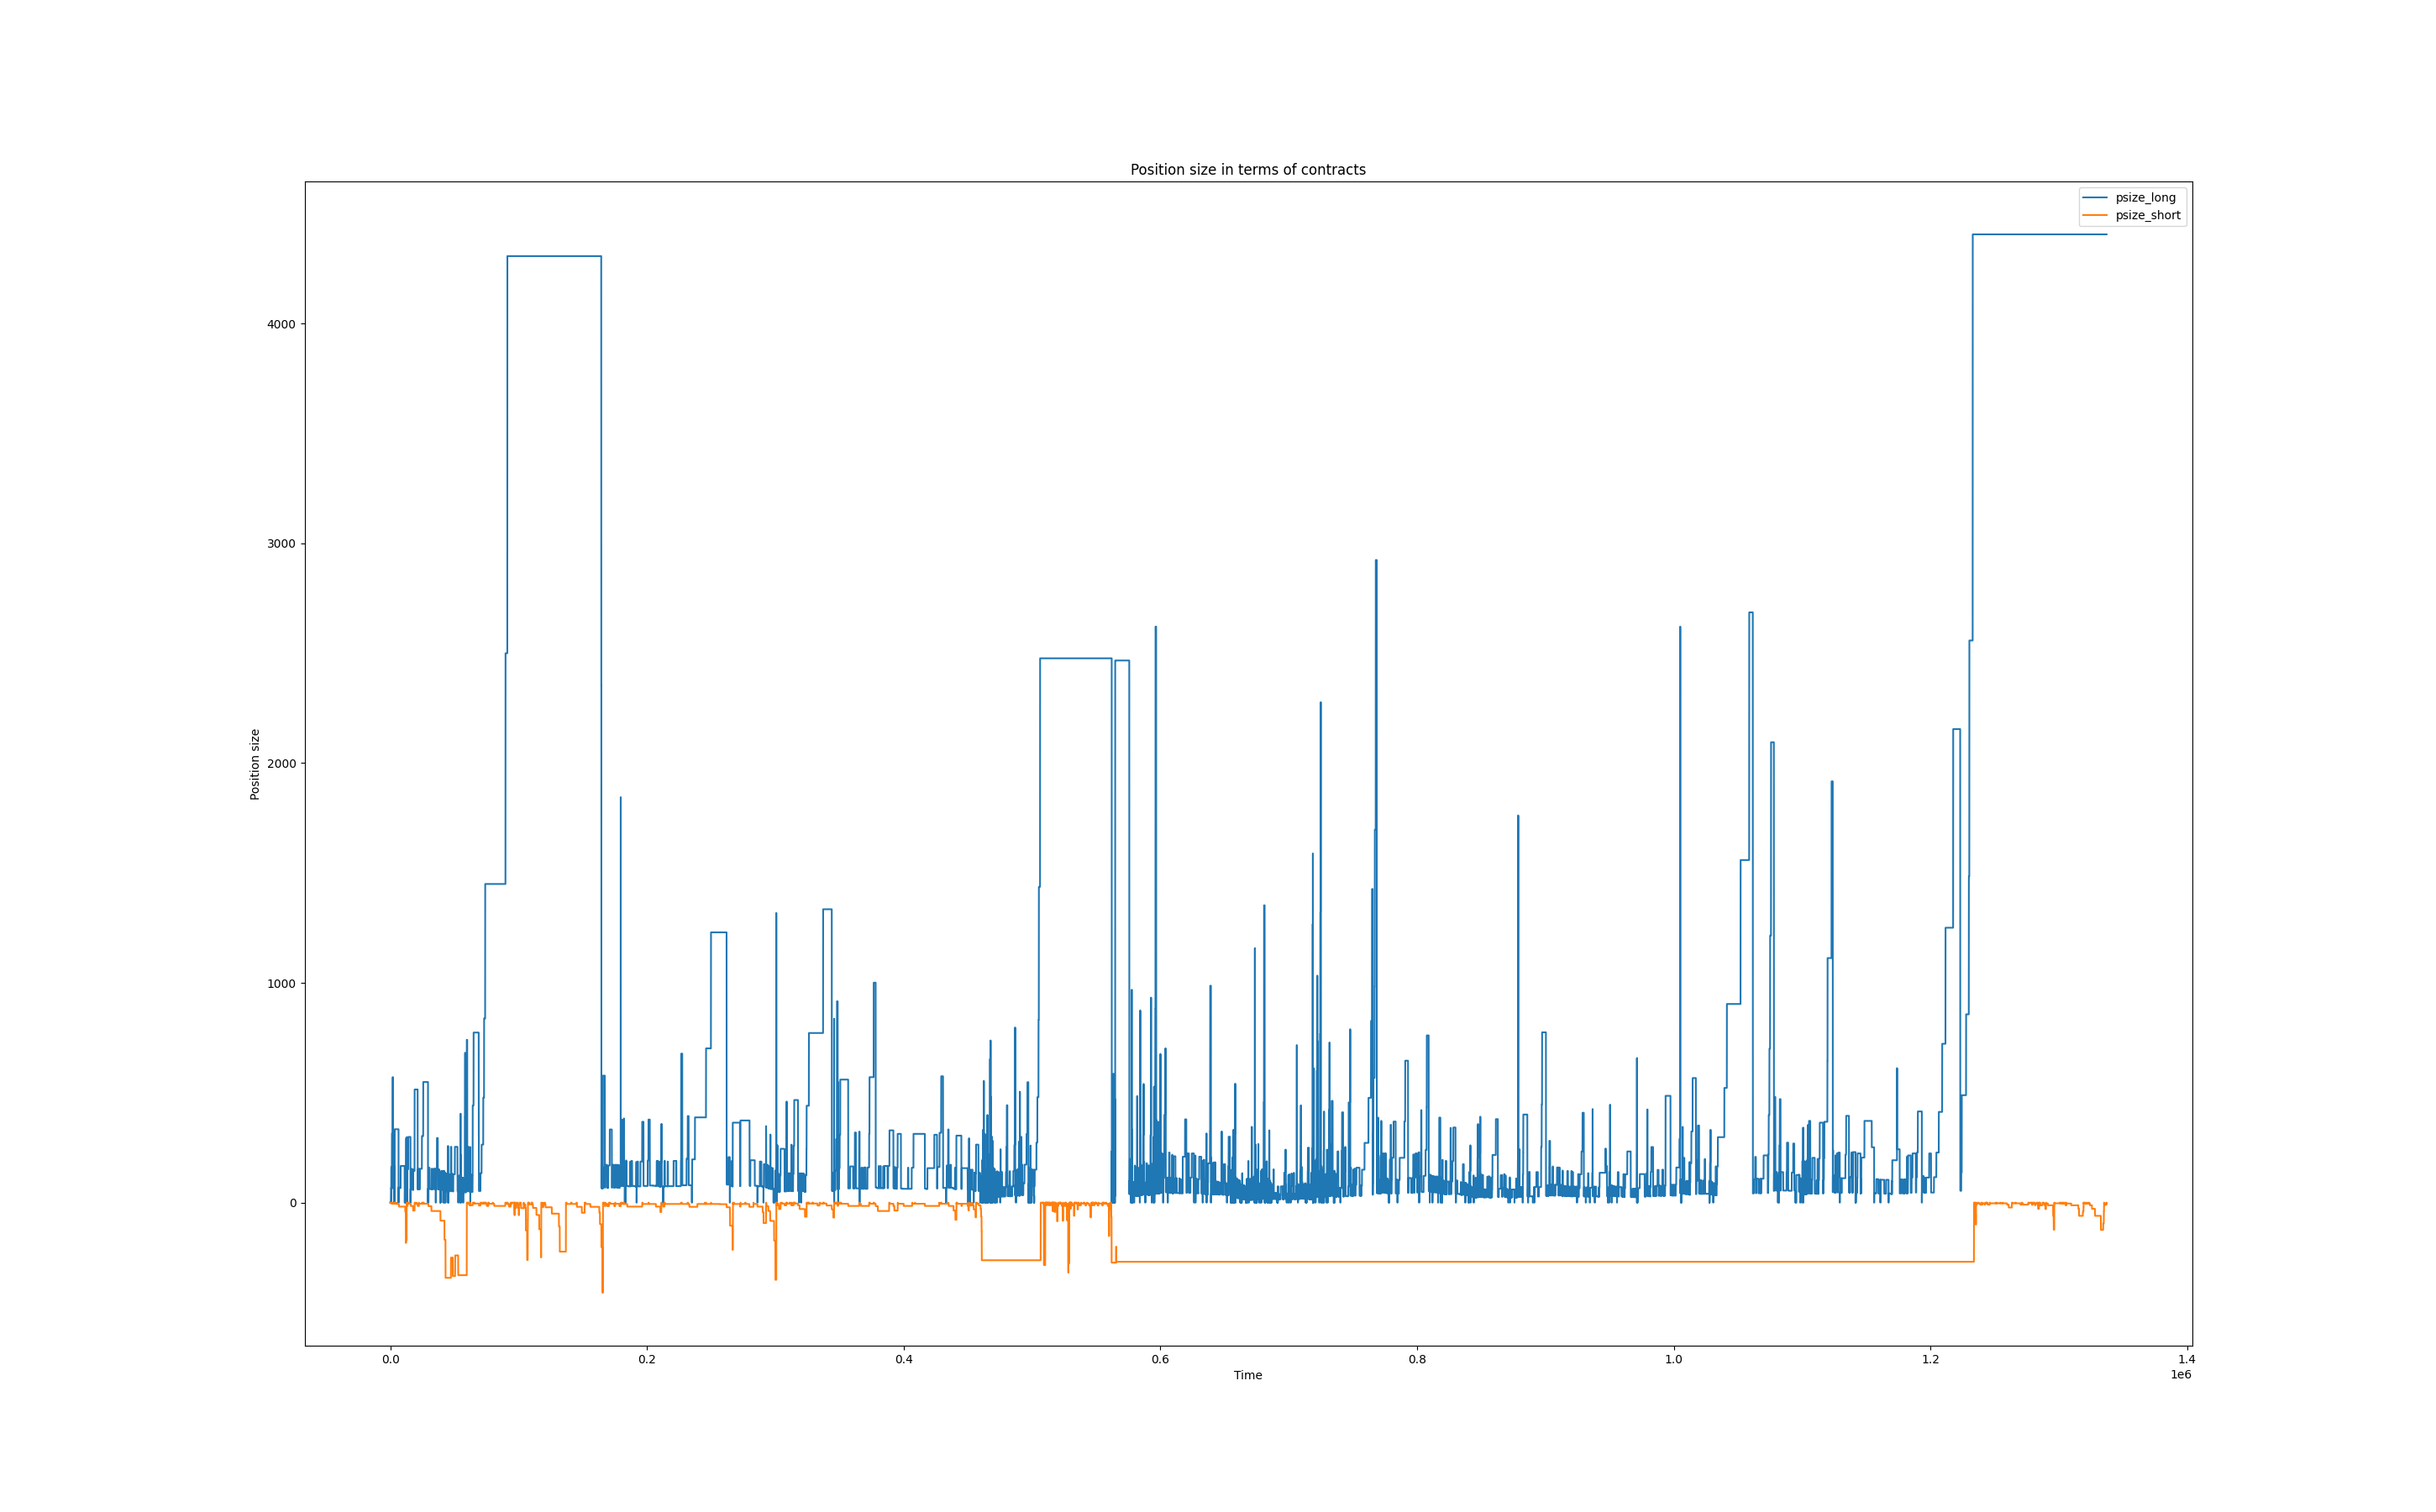 Position size in terms of contracts
psize_long
psize_short
4000
3000
2000
1000
0
Position size
0.0
0.2
0.4
0.6
0.8
1.0
1.2
1.4
Time
1e6